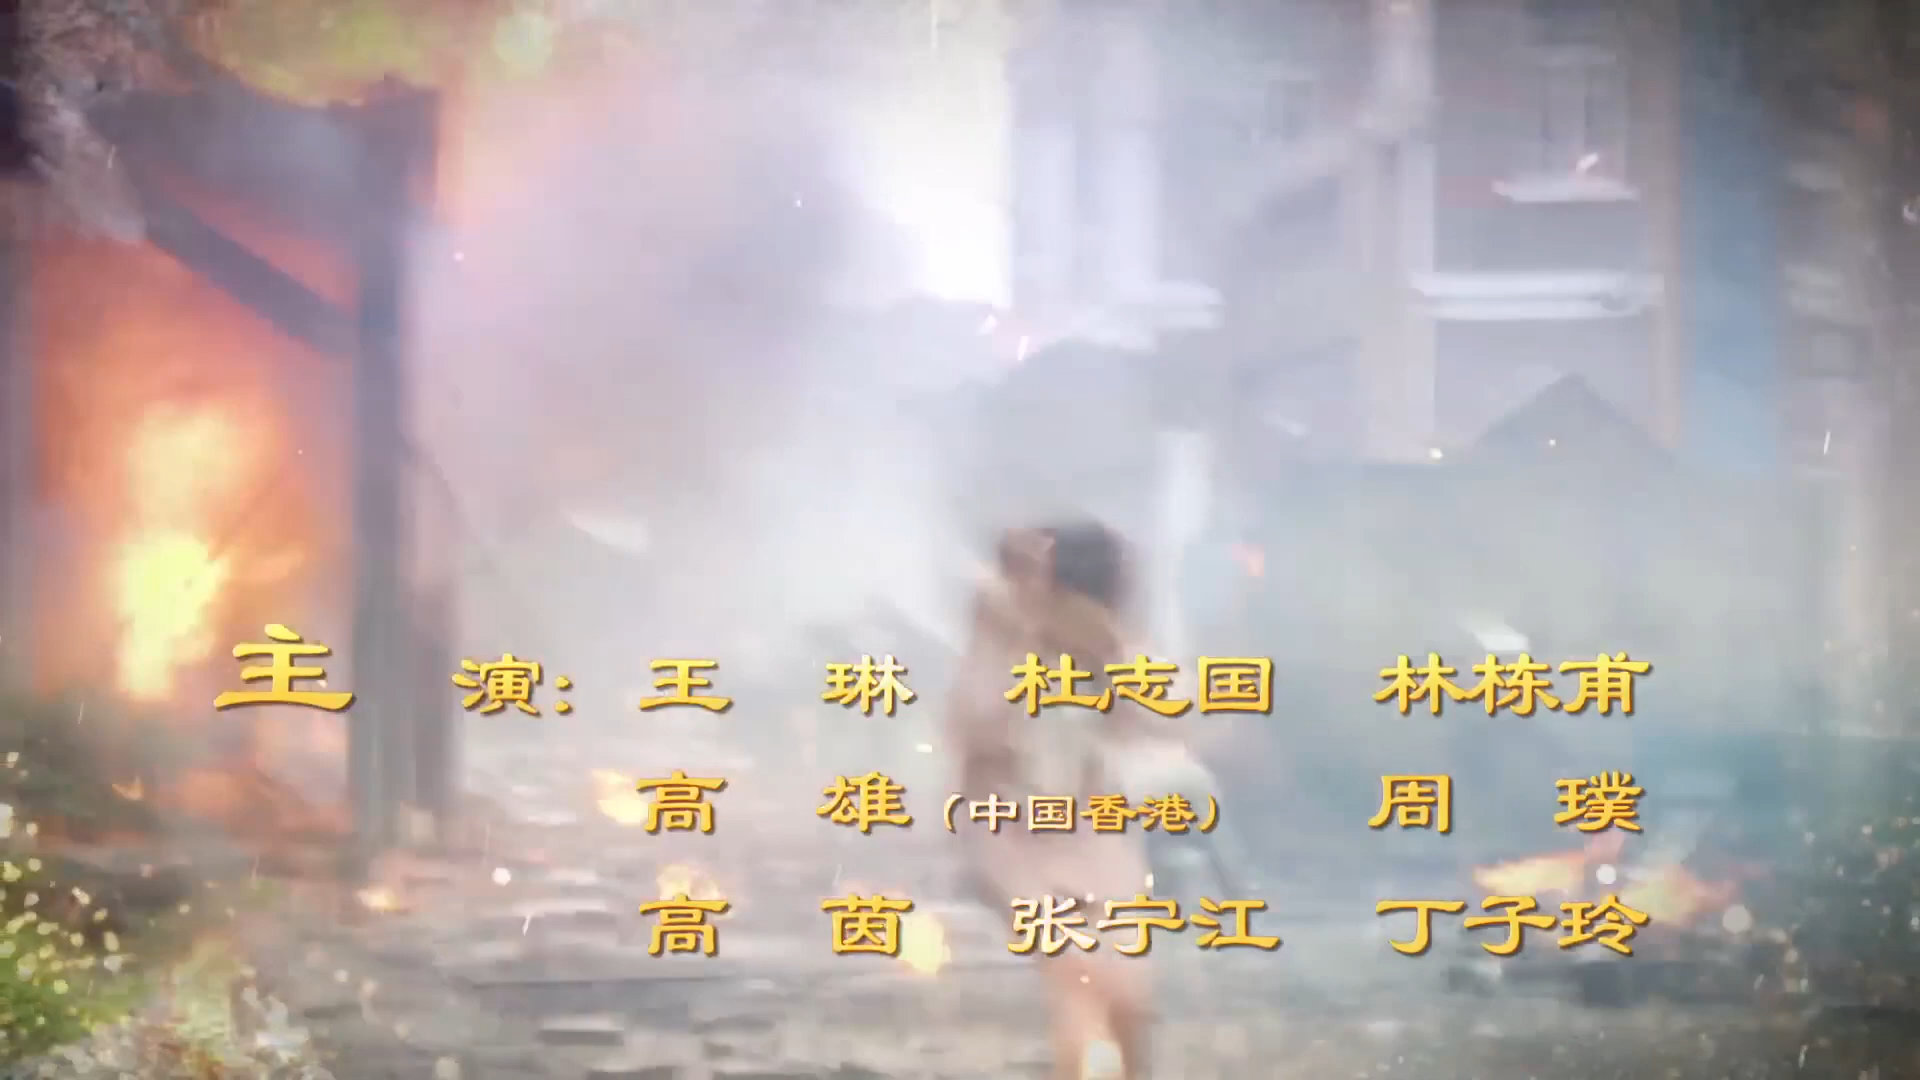 主 演：王 琳 杜志国 林栋甫
高 雄（中国香港） 周 璞
高 茵 张宁江 丁子玲